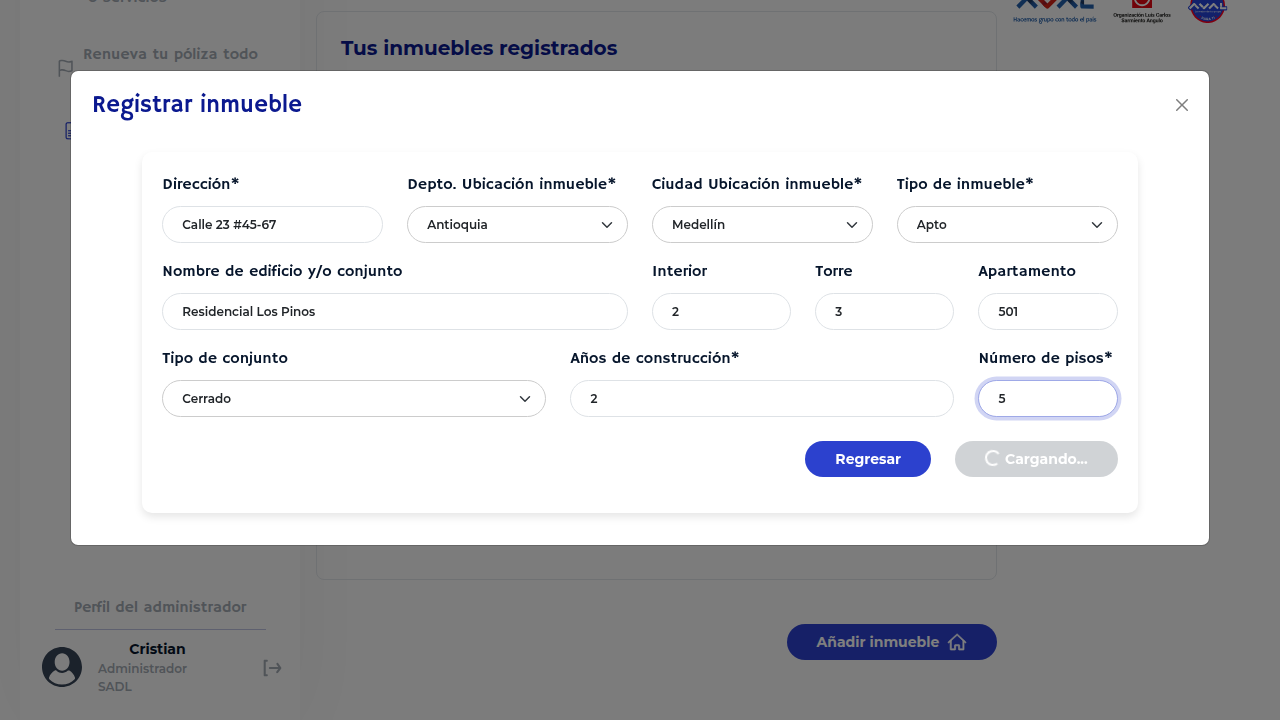 Renueva tu póliza todo
Hacemos grupo con todo el país
Organización Luis Carlos
Sarmiento Angulo
Tus inmuebles registrados
Registrar inmueble
Dirección* Depto. Ubicación inmueble* Ciudad Ubicación inmueble* Tipo de inmueble*
Calle 23 #45-67 Antioquia Medellín Apto
Nombre de edificio y/o conjunto Interior Torre Apartamento
Residencial Los Pinos 2 3 501
Tipo de conjunto Años de construcción* Número de pisos*
Cerrado 2 5
Regresar Cargando...
Perfil del administrador
Cristian
Administrador
SADL
Añadir inmueble